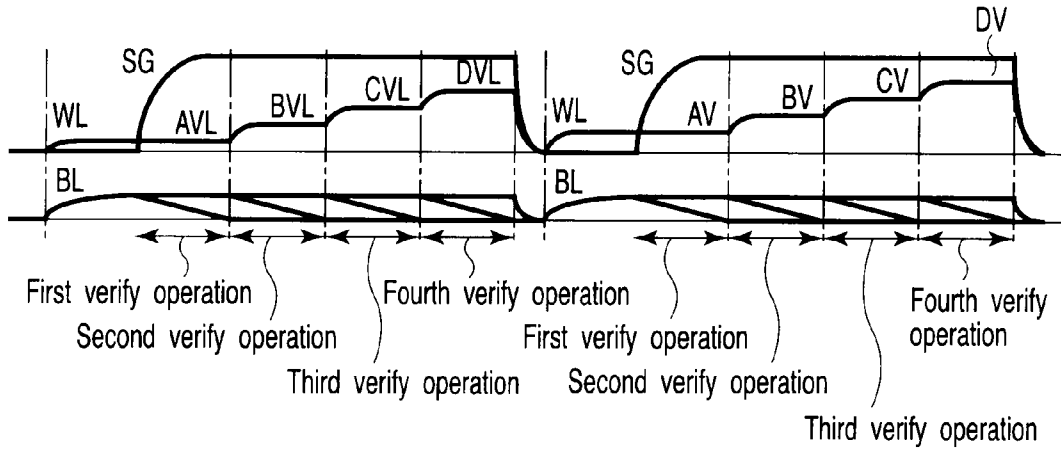 DV
SG
DVL
SG
CV
CVL
BV
BVL
WL
AVL
WL
AV
BL
BL
First verify operation
Fourth verify operation
Fourth verify
operation
Second verify operation
First verify operation
Third verify operation
Second verify operation
Third verify operation